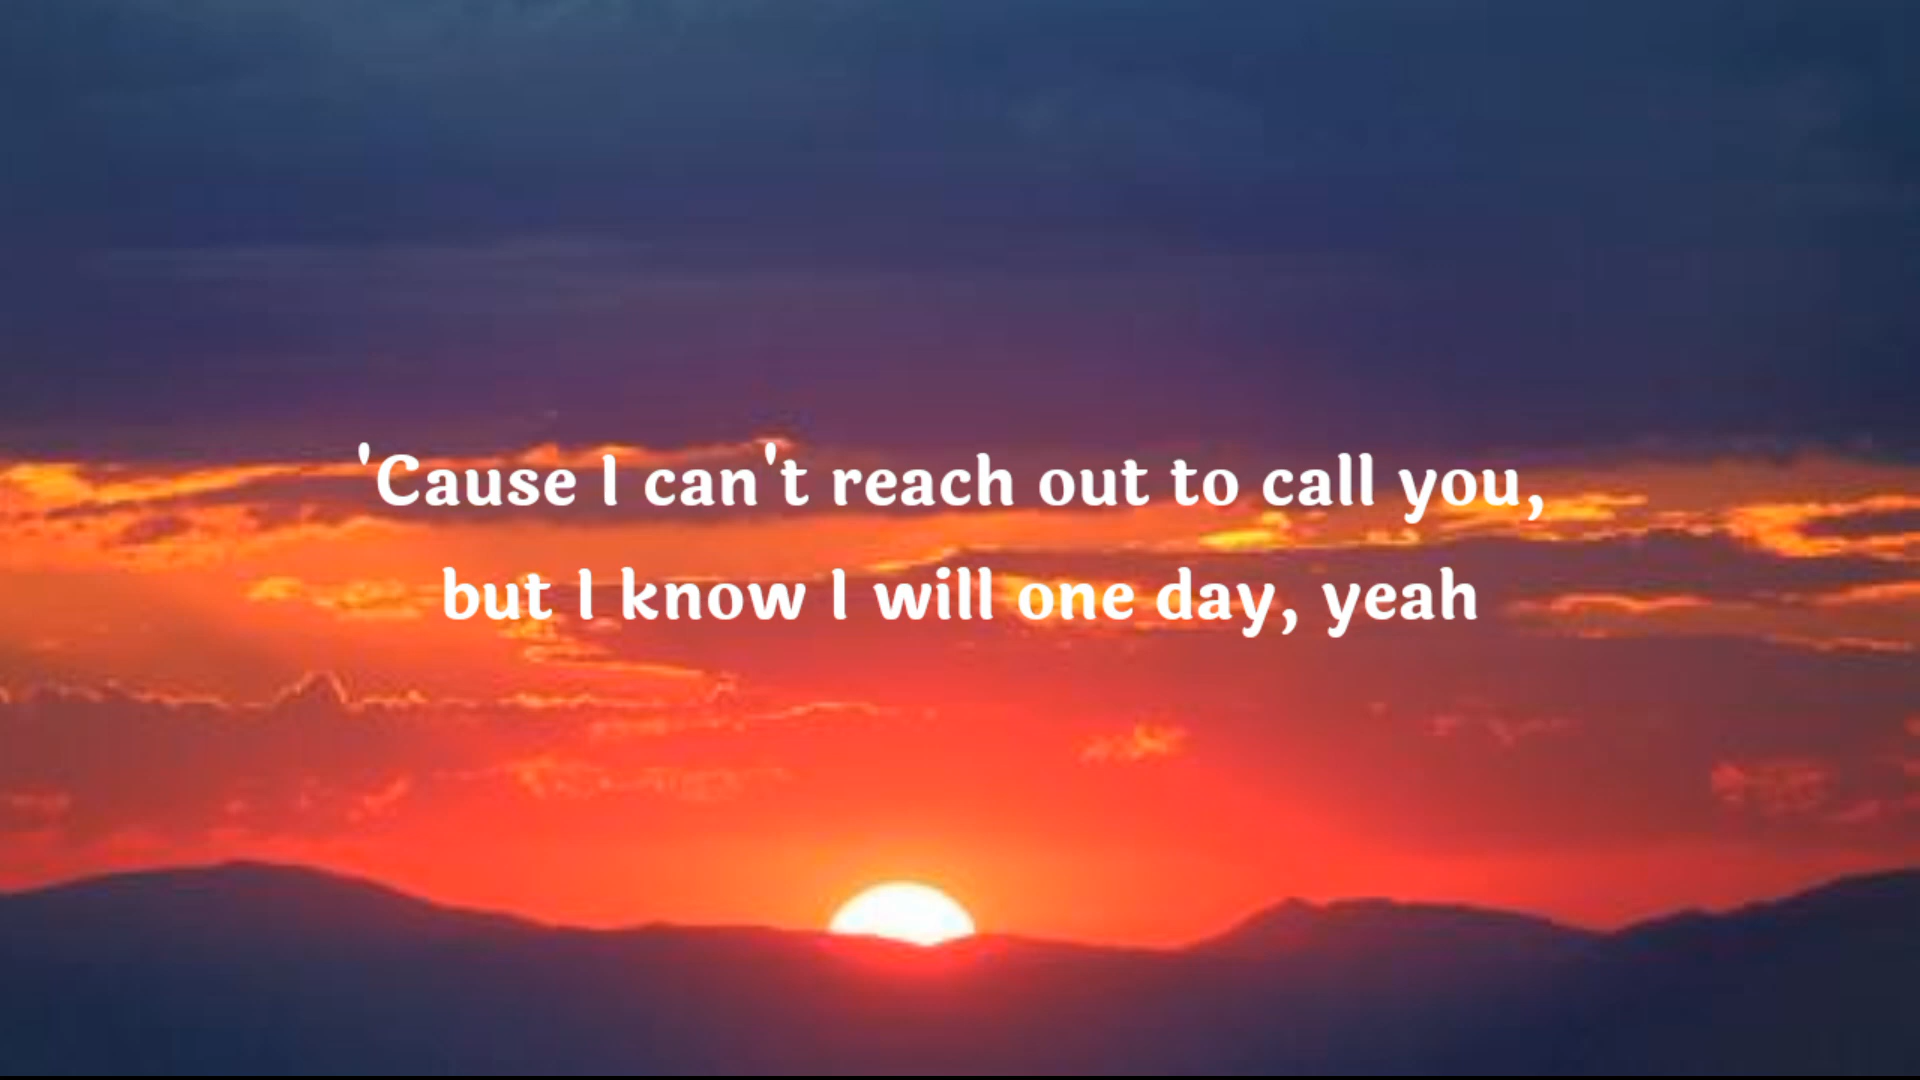 'Cause I can't reach out to call you,
but I know I will one day, yeah